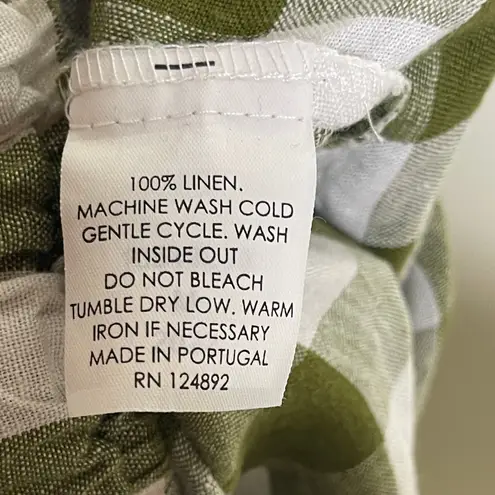 100% LINEN.
MACHINE WASH COLD
GENTLE CYCLE. WASH
INSIDE OUT
DO NOT BLEACH
TUMBLE DRY LOW. WARM
IRON IF NECESSARY
MADE IN PORTUGAL
RN 124892